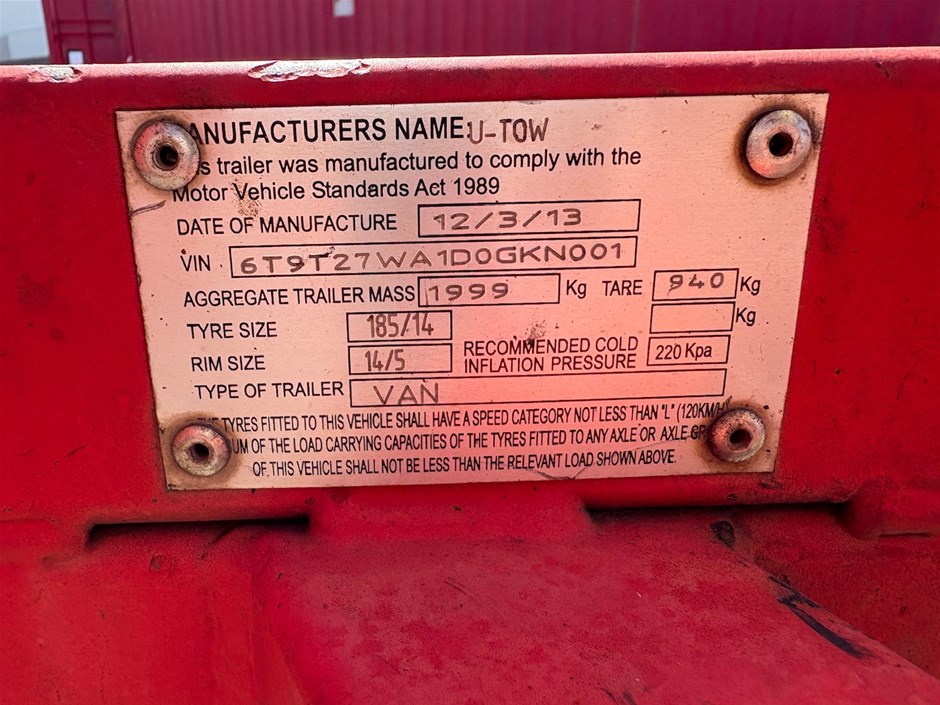 ANUFACTURERS NAME: U-TOW
s trailer was manufactured to comply with the
Motor Vehicle Standards Act 1989
DATE OF MANUFACTURE 12/3/13
VIN 6T9T27WA1D0GKN001
AGGREGATE TRAILER MASS 1999 Kg TARE 940 Kg
TYRE SIZE 185/14 Kg
RIM SIZE 14/5 RECOMMENDED COLD INFLATION PRESSURE 220 Kpa
TYPE OF TRAILER VAN
TYRES FITTED TO THIS VEHICLE SHALL HAVE A SPEED CATEGORY NOT LESS THAN "L" (120KM/H
UM OF THE LOAD CARRYING CAPACITIES OF THE TYRES FITTED TO ANY AXLE OR AXLE GR
OF THIS VEHICLE SHALL NOT BE LESS THAN THE RELEVANT LOAD SHOWN ABOVE.